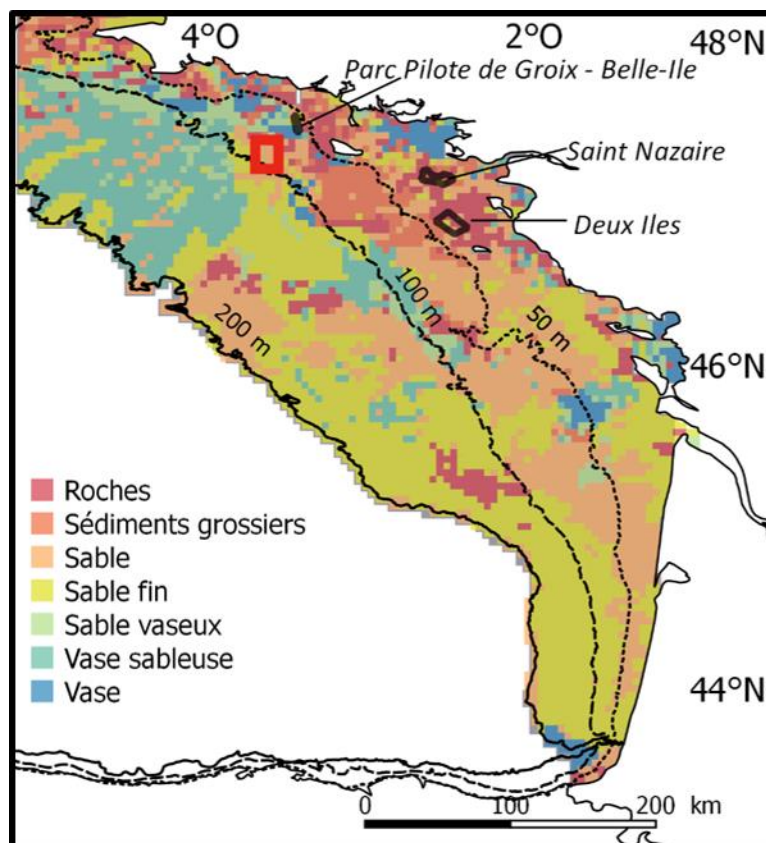 4°O
2°O
48°N
Parc Pilote de Groix - Belle-Ile
Saint Nazaire
Deux Iles
100 m
50 m
200 m
46°N
Roches
Sédiments grossiers
Sable
Sable fin
Sable vaseux
Vase sableuse
Vase
44°N
0 100 200 km